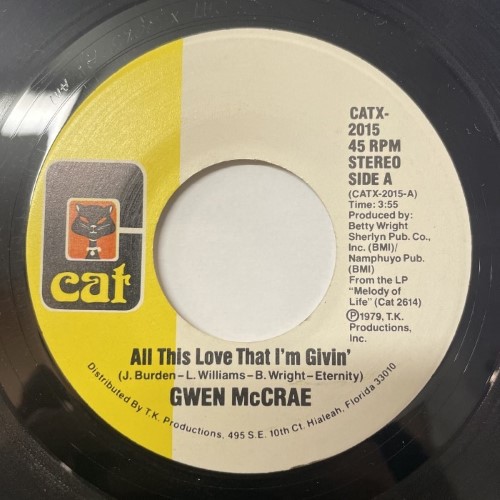 CATX-
2015
45 RPM
STEREO
SIDE A
(CATX-2015-A)
Time: 3:55
Produced by:
Betty Wright
Sherlyn Pub. Co.,
Inc. (BMI)/
Namphuyo Pub.
(BMI)
From the LP
"Melody of
Life" (Cat 2614)
Ⓟ1979, T.K.
Productions,
Inc.
cat
All This Love That I'm Givin'
(J. Burden-L. Williams-B. Wright-Eternity)
GWEN McCRAE
Distributed By T.K. Productions, 495 S.E. 10th Ct. Hialeah, Florida 33010